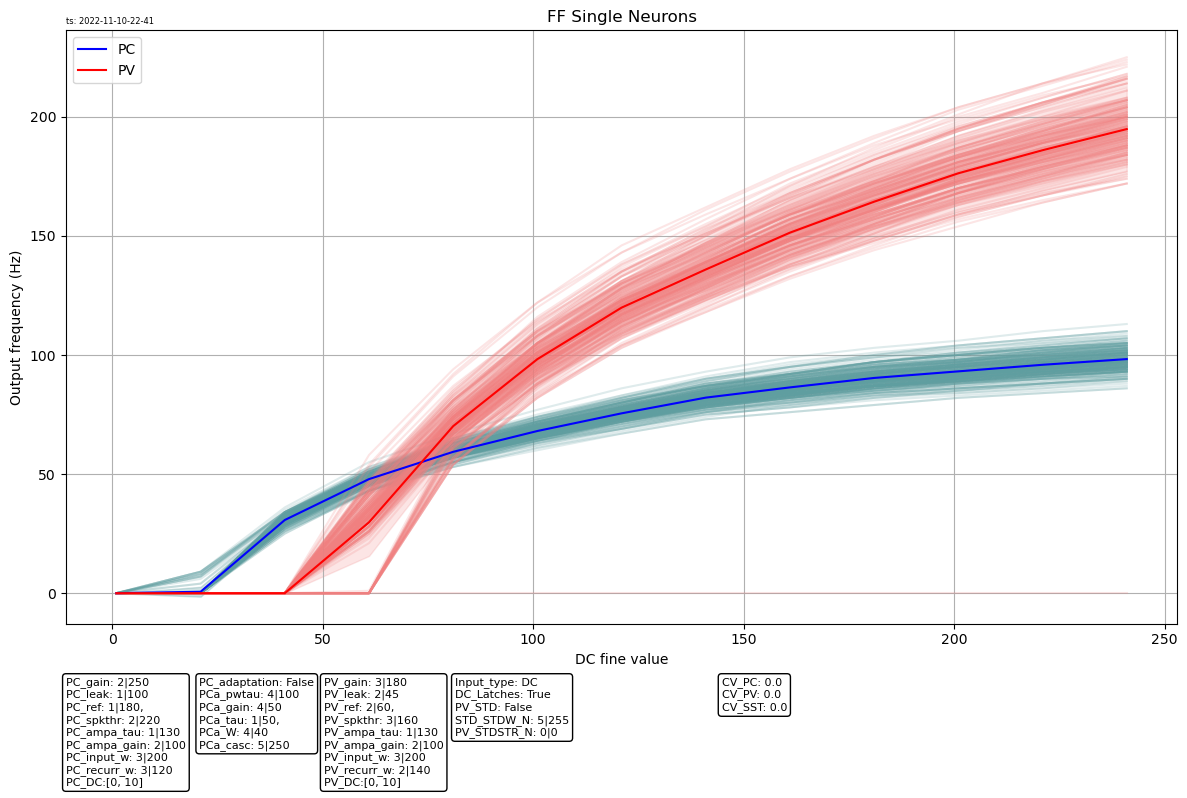 ts: 2022-11-10-22-41
FF Single Neurons
PC
PV
Output frequency (Hz)
200
150
100
50
0
0
50
100
150
200
250
DC fine value
PC_gain: 2|250
PC_leak: 1|100
PC_ref: 1|180,
PC_spkthr: 2|220
PC_ampa_tau: 1|130
PC_ampa_gain: 2|100
PC_input_w: 3|200
PC_recurr_w: 3|120
PC_DC:[0, 10]
PC_adaptation: False
PCa_pwtau: 4|100
PCa_gain: 4|50
PCa_tau: 1|50,
PCa_W: 4|40
PCa_casc: 5|250
PV_gain: 3|180
PV_leak: 2|45
PV_ref: 2|60,
PV_spkthr: 3|160
PV_ampa_tau: 1|130
PV_ampa_gain: 2|100
PV_input_w: 3|200
PV_recurr_w: 2|140
PV_DC:[0, 10]
Input_type: DC
DC_Latches: True
PV_STD: False
STD_STDW_N: 5|255
PV_STDSTR_N: 0|0
CV_PC: 0.0
CV_PV: 0.0
CV_SST: 0.0